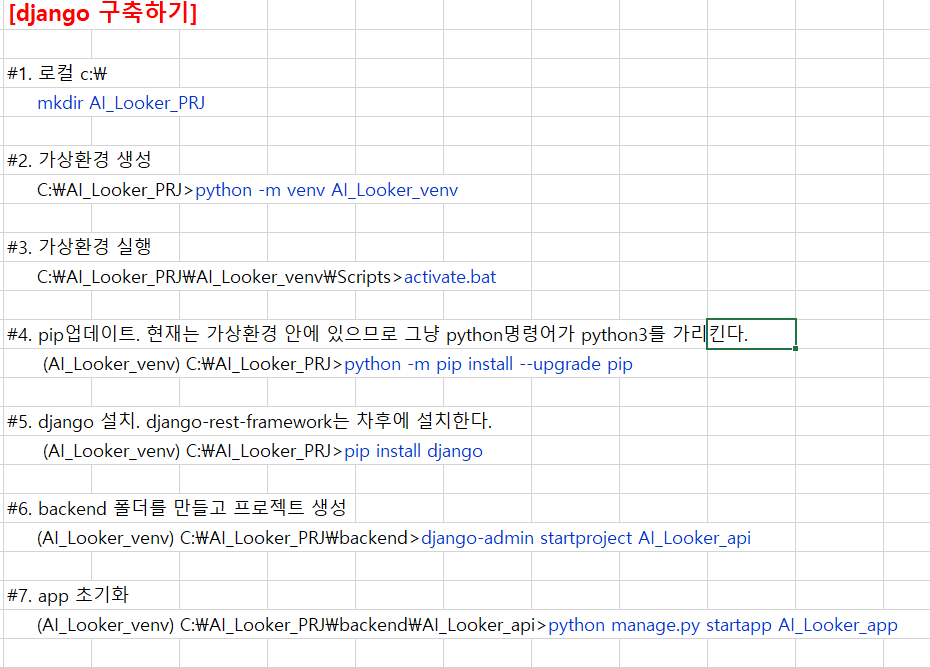 [django 구축하기]
#1. 로컬 c:₩
mkdir AI_Looker_PRJ
#2. 가상환경 생성
C:₩AI_Looker_PRJ>python -m venv AI_Looker_venv
#3. 가상환경 실행
C:₩AI_Looker_PRJ₩AI_Looker_venv₩Scripts>activate.bat
#4. pip업데이트. 현재는 가상환경 안에 있으므로 그냥 python명령어가 python3를 가리킨다.
(AI_Looker_venv) C:₩AI_Looker_PRJ>python -m pip install --upgrade pip
#5. django 설치. django-rest-framework는 차후에 설치한다.
(AI_Looker_venv) C:₩AI_Looker_PRJ>pip install django
#6. backend 폴더를 만들고 프로젝트 생성
(AI_Looker_venv) C:₩AI_Looker_PRJ₩backend>django-admin startproject AI_Looker_api
#7. app 초기화
(AI_Looker_venv) C:₩AI_Looker_PRJ₩backend₩AI_Looker_api>python manage.py startapp AI_Looker_app